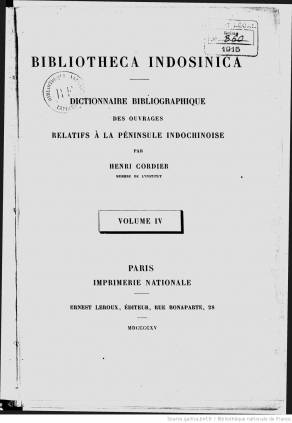 860
1915
BIBLIOTHECA INDOSINICA
DICTIONNAIRE BIBLIOGRAPHIQUE
DES OUVRAGES
RELATIFS À LA PÉNINSULE INDOCHINOISE
PAR
HENRI CORDIER
MEMBRE DE L'INSTITUT
VOLUME IV
PARIS
IMPRIMERIE NATIONALE
ERNEST LEROUX, ÉDITEUR, RUE BONAPARTE, 28
MDCCCCXV
Source gallica.bnf.fr / Bibliothèque nationale de France